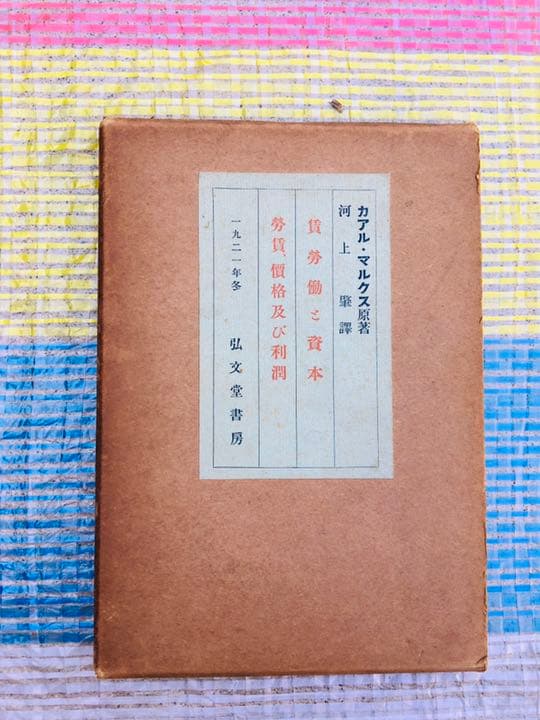 カアル・マルクス原著
河上肇譯
賃勞働と資本
勞賃、價格及び利潤
一九二一年冬 弘文堂書房